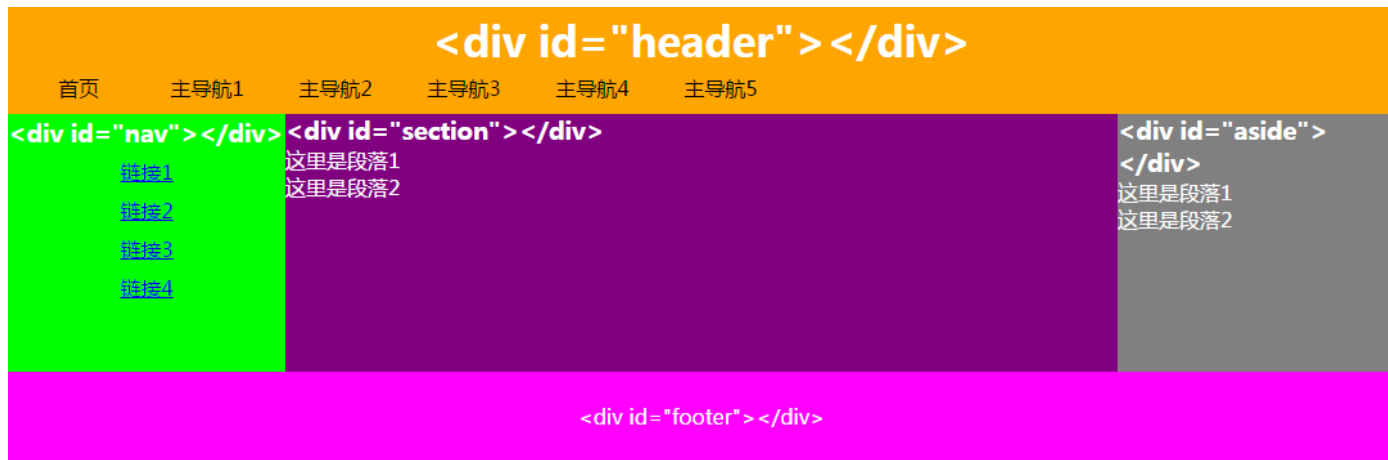 <div id="header"></div>
首页 主导航1 主导航2 主导航3 主导航4 主导航5
<div id="nav"></div>
链接1
链接2
链接3
链接4
<div id="section"></div>
这里是段落1
这里是段落2
<div id="aside">
</div>
这里是段落1
这里是段落2
<div id="footer"></div>